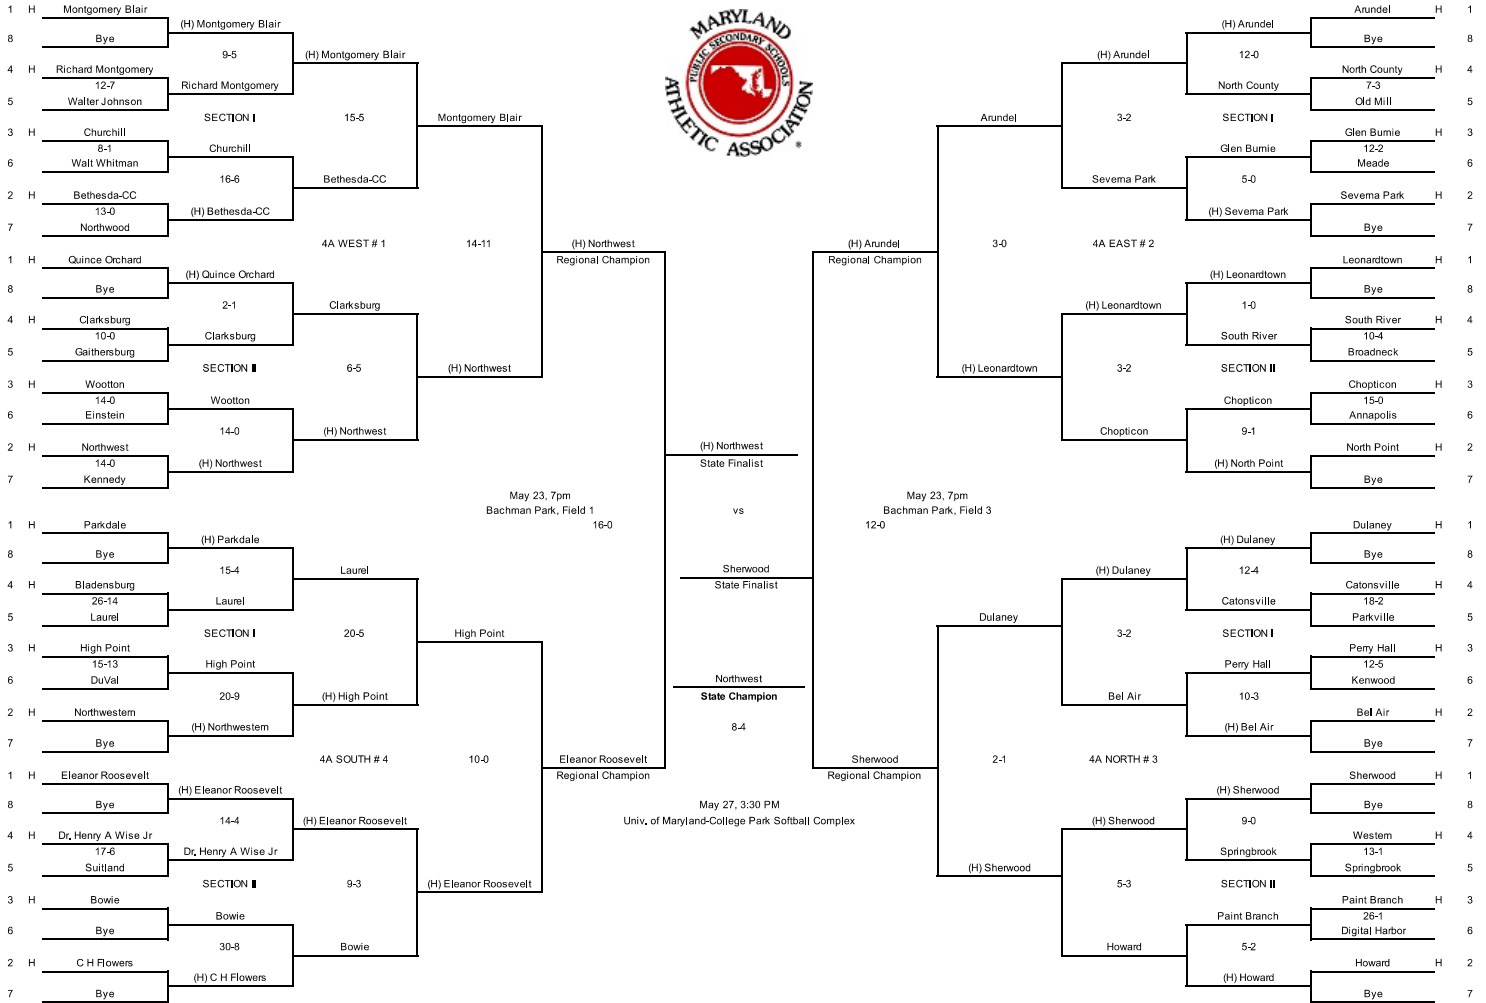 MARYLAND
PUBLIC SECONDARY SCHOOLS
ATHLETIC ASSOCIATION
®
1 H Montgomery Blair
(H) Montgomery Blair
8 Bye
9-5
(H) Montgomery Blair
4 H Richard Montgomery
12-7
Richard Montgomery
5 Walter Johnson
SECTION I
15-5
Montgomery Blair
3 H Churchill
8-1
Churchill
6 Walt Whitman
16-6
Bethesda-CC
2 H Bethesda-CC
13-0
(H) Bethesda-CC
7 Northwood
4A WEST # 1
14-11
(H) Northwest
Regional Champion
1 H Quince Orchard
(H) Quince Orchard
8 Bye
2-1
Clarksburg
4 H Clarksburg
10-0
Clarksburg
5 Gaithersburg
SECTION II
6-5
(H) Northwest
3 H Wootton
14-0
Wootton
6 Einstein
14-0
(H) Northwest
2 H Northwest
14-0
(H) Northwest
7 Kennedy
May 23, 7pm
Bachman Park, Field 1
16-0
1 H Parkdale
(H) Parkdale
8 Bye
15-4
Laurel
4 H Bladensburg
26-14
Laurel
5 Laurel
SECTION I
20-5
High Point
3 H High Point
15-13
High Point
6 DuVal
20-9
(H) High Point
2 H Northwestern
(H) Northwestern
7 Bye
4A SOUTH # 4
10-0
Eleanor Roosevelt
Regional Champion
1 H Eleanor Roosevelt
(H) Eleanor Roosevelt
8 Bye
14-4
(H) Eleanor Roosevelt
4 H Dr. Henry A Wise Jr
17-6
Dr. Henry A Wise Jr
5 Suitland
SECTION II
9-3
(H) Eleanor Roosevelt
3 H Bowie
Bowie
6 Bye
30-8
Bowie
2 H C H Flowers
(H) C H Flowers
7 Bye
(H) Northwest
State Finalist
vs
Sherwood
State Finalist
Northwest
State Champion
8-4
May 27, 3:30 PM
Univ. of Maryland-College Park Softball Complex
Arundel H 1
(H) Arundel
Bye 8
12-0
(H) Arundel
North County H 4
7-3
North County
Old Mill 5
SECTION I
3-2
Arundel
Glen Burnie H 3
12-2
Glen Burnie
Meade 6
5-0
Severna Park
Severna Park H 2
(H) Severna Park
Bye 7
4A EAST # 2
3-0
(H) Arundel
Regional Champion
Leonardtown H 1
(H) Leonardtown
Bye 8
1-0
(H) Leonardtown
South River H 4
10-4
South River
Broadneck 5
SECTION II
3-2
(H) Leonardtown
Chopticon H 3
15-0
Chopticon
Annapolis 6
9-1
Chopticon
North Point H 2
(H) North Point
Bye 7
May 23, 7pm
Bachman Park, Field 3
12-0
Dulaney H 1
(H) Dulaney
Bye 8
12-4
(H) Dulaney
Catonsville H 4
18-2
Catonsville
Parkville 5
SECTION I
3-2
Dulaney
Perry Hall H 3
12-5
Perry Hall
Kenwood 6
10-3
Bel Air
Bel Air H 2
(H) Bel Air
Bye 7
4A NORTH # 3
2-1
Sherwood
Regional Champion
Sherwood H 1
(H) Sherwood
Bye 8
9-0
(H) Sherwood
Western H 4
13-1
Springbrook
Springbrook 5
SECTION II
5-3
(H) Sherwood
Paint Branch H 3
26-1
Paint Branch
Digital Harbor 6
5-2
Howard
Howard H 2
(H) Howard
Bye 7